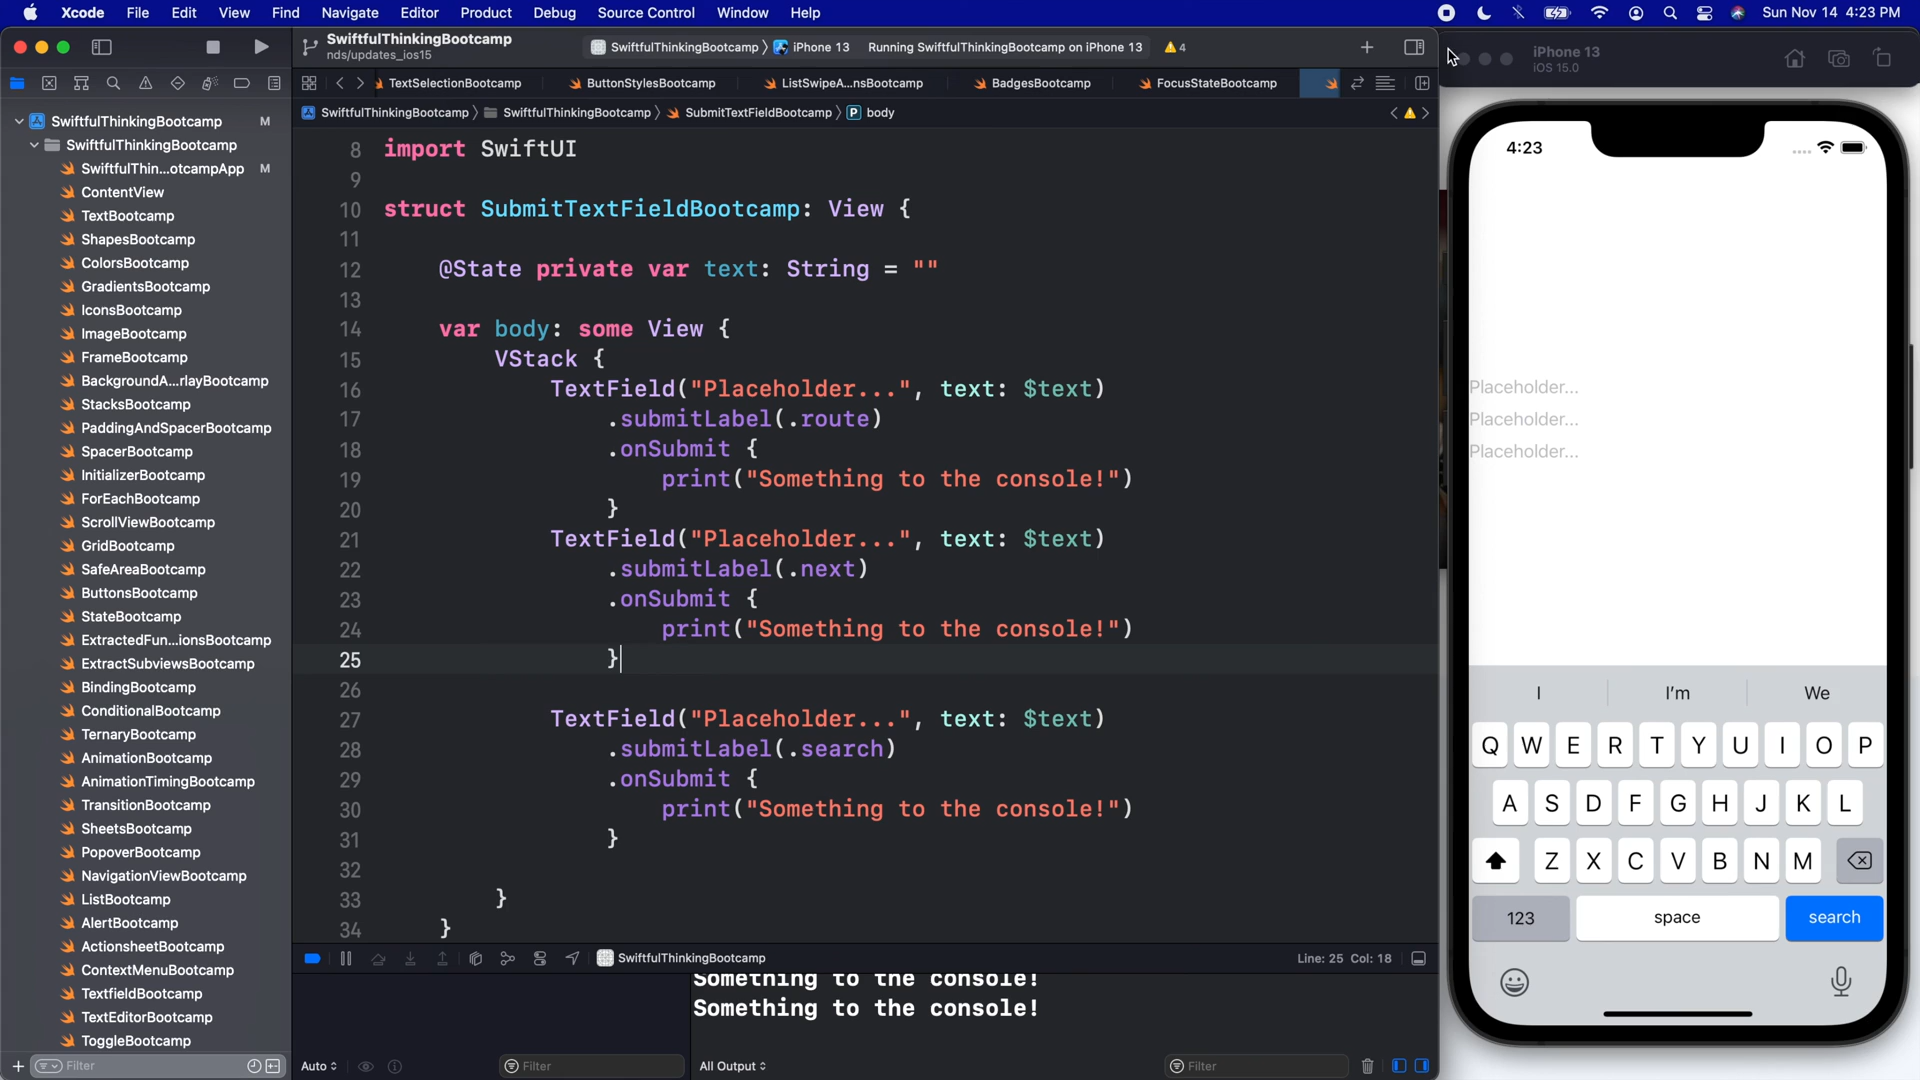 Xcode File Edit View Find Navigate Editor Product Debug Source Control Window Help Sun Nov 14 4:23 PM
SwiftfulThinkingBootcamp
nds/updates_ios15
SwiftfulThinkingBootcamp iPhone 13 Running SwiftfulThinkingBootcamp on iPhone 13 4
TextSelectionBootcamp ButtonStylesBootcamp ListSwipeA...nsBootcamp BadgesBootcamp FocusStateBootcamp
SwiftfulThinkingBootcamp SwiftfulThinkingBootcamp SubmitTextFieldBootcamp P body
SwiftfulThinkingBootcamp M
SwiftfulThinkingBootcamp
SwiftfulThin...otcampApp M
ContentView
TextBootcamp
ShapesBootcamp
ColorsBootcamp
GradientsBootcamp
IconsBootcamp
ImageBootcamp
FrameBootcamp
BackgroundA...rlayBootcamp
StacksBootcamp
PaddingAndSpacerBootcamp
SpacerBootcamp
InitializerBootcamp
ForEachBootcamp
ScrollViewBootcamp
GridBootcamp
SafeAreaBootcamp
ButtonsBootcamp
StateBootcamp
ExtractedFun...ionsBootcamp
ExtractSubviewsBootcamp
BindingBootcamp
ConditionalBootcamp
TernaryBootcamp
AnimationBootcamp
AnimationTimingBootcamp
TransitionBootcamp
SheetsBootcamp
PopoverBootcamp
NavigationViewBootcamp
ListBootcamp
AlertBootcamp
ActionsheetBootcamp
ContextMenuBootcamp
TextfieldBootcamp
TextEditorBootcamp
ToggleBootcamp
Filter
8 import SwiftUI
9
10 struct SubmitTextFieldBootcamp: View {
11
12 @State private var text: String = ""
13
14 var body: some View {
15 VStack {
16 TextField("Placeholder...", text: $text)
17 .submitLabel(.route)
18 .onSubmit {
19 print("Something to the console!")
20 }
21 TextField("Placeholder...", text: $text)
22 .submitLabel(.next)
23 .onSubmit {
24 print("Something to the console!")
25 }
26
27 TextField("Placeholder...", text: $text)
28 .submitLabel(.search)
29 .onSubmit {
30 print("Something to the console!")
31 }
32
33 }
34 }
SwiftfulThinkingBootcamp Line: 25 Col: 18
Something to the console!
Something to the console!
Auto Filter All Output Filter
iPhone 13
iOS 15.0
4:23
Placeholder...
Placeholder...
Placeholder...
I I'm We
Q W E R T Y U I O P
A S D F G H J K L
Z X C V B N M
123 space search